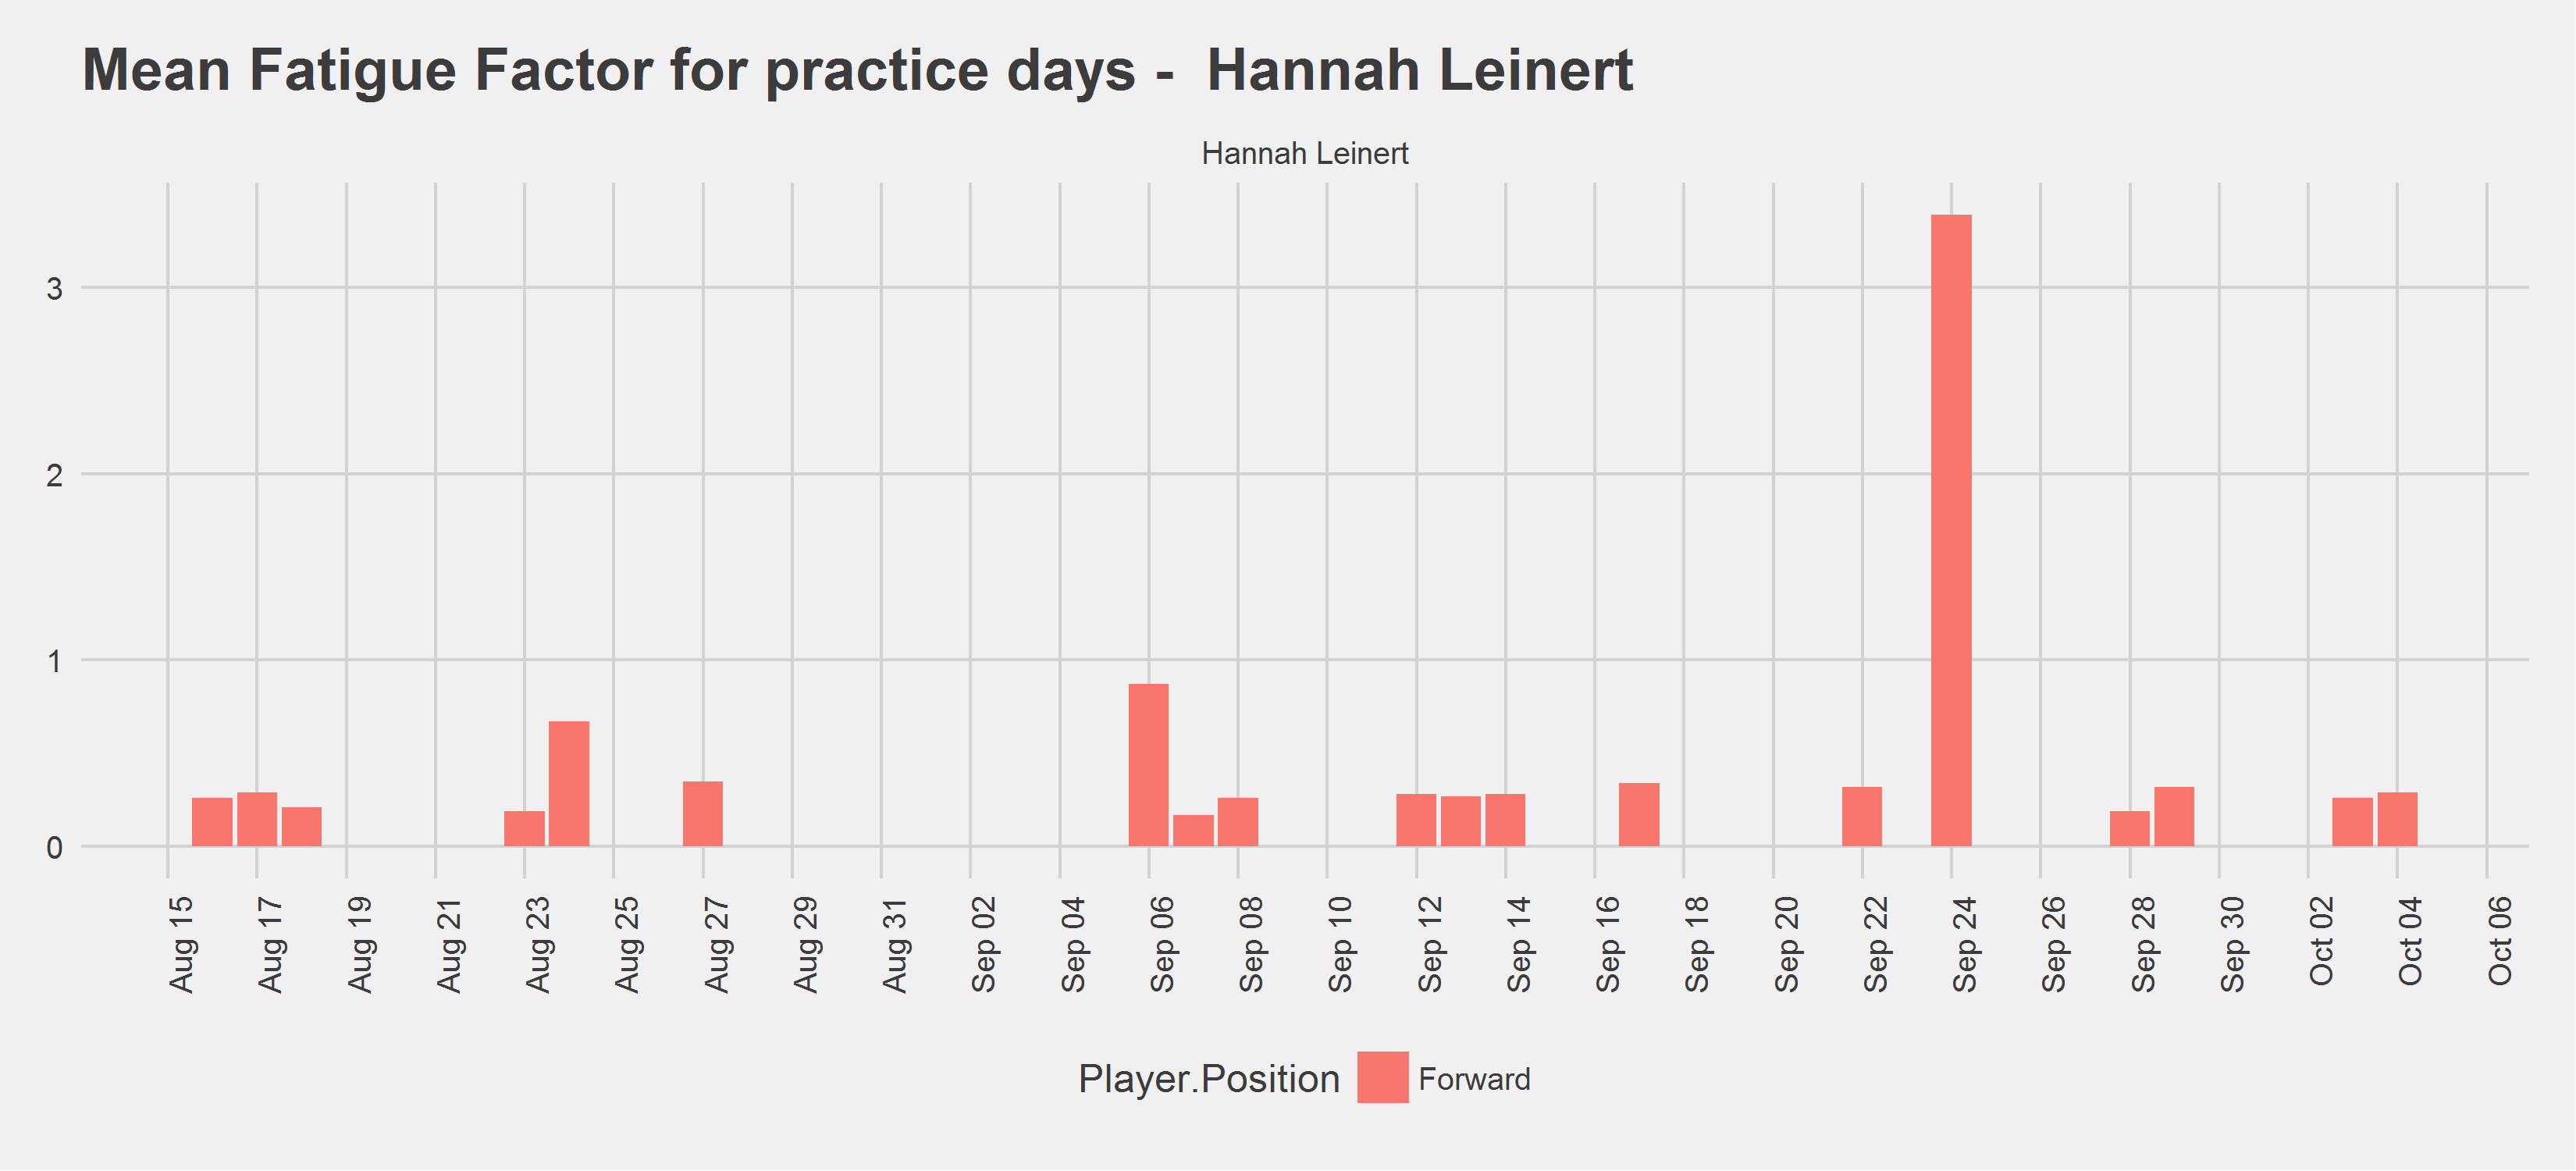 Mean Fatigue Factor for practice days -  Hannah Leinert
Hannah Leinert
3
2
1
0
Aug 15
Aug 17
Aug 19
Aug 21
Aug 23
Aug 25
Aug 27
Aug 29
Aug 31
Sep 02
Sep 04
Sep 06
Sep 08
Sep 10
Sep 12
Sep 14
Sep 16
Sep 18
Sep 20
Sep 22
Sep 24
Sep 26
Sep 28
Sep 30
Oct 02
Oct 04
Oct 06
Player.Position Forward